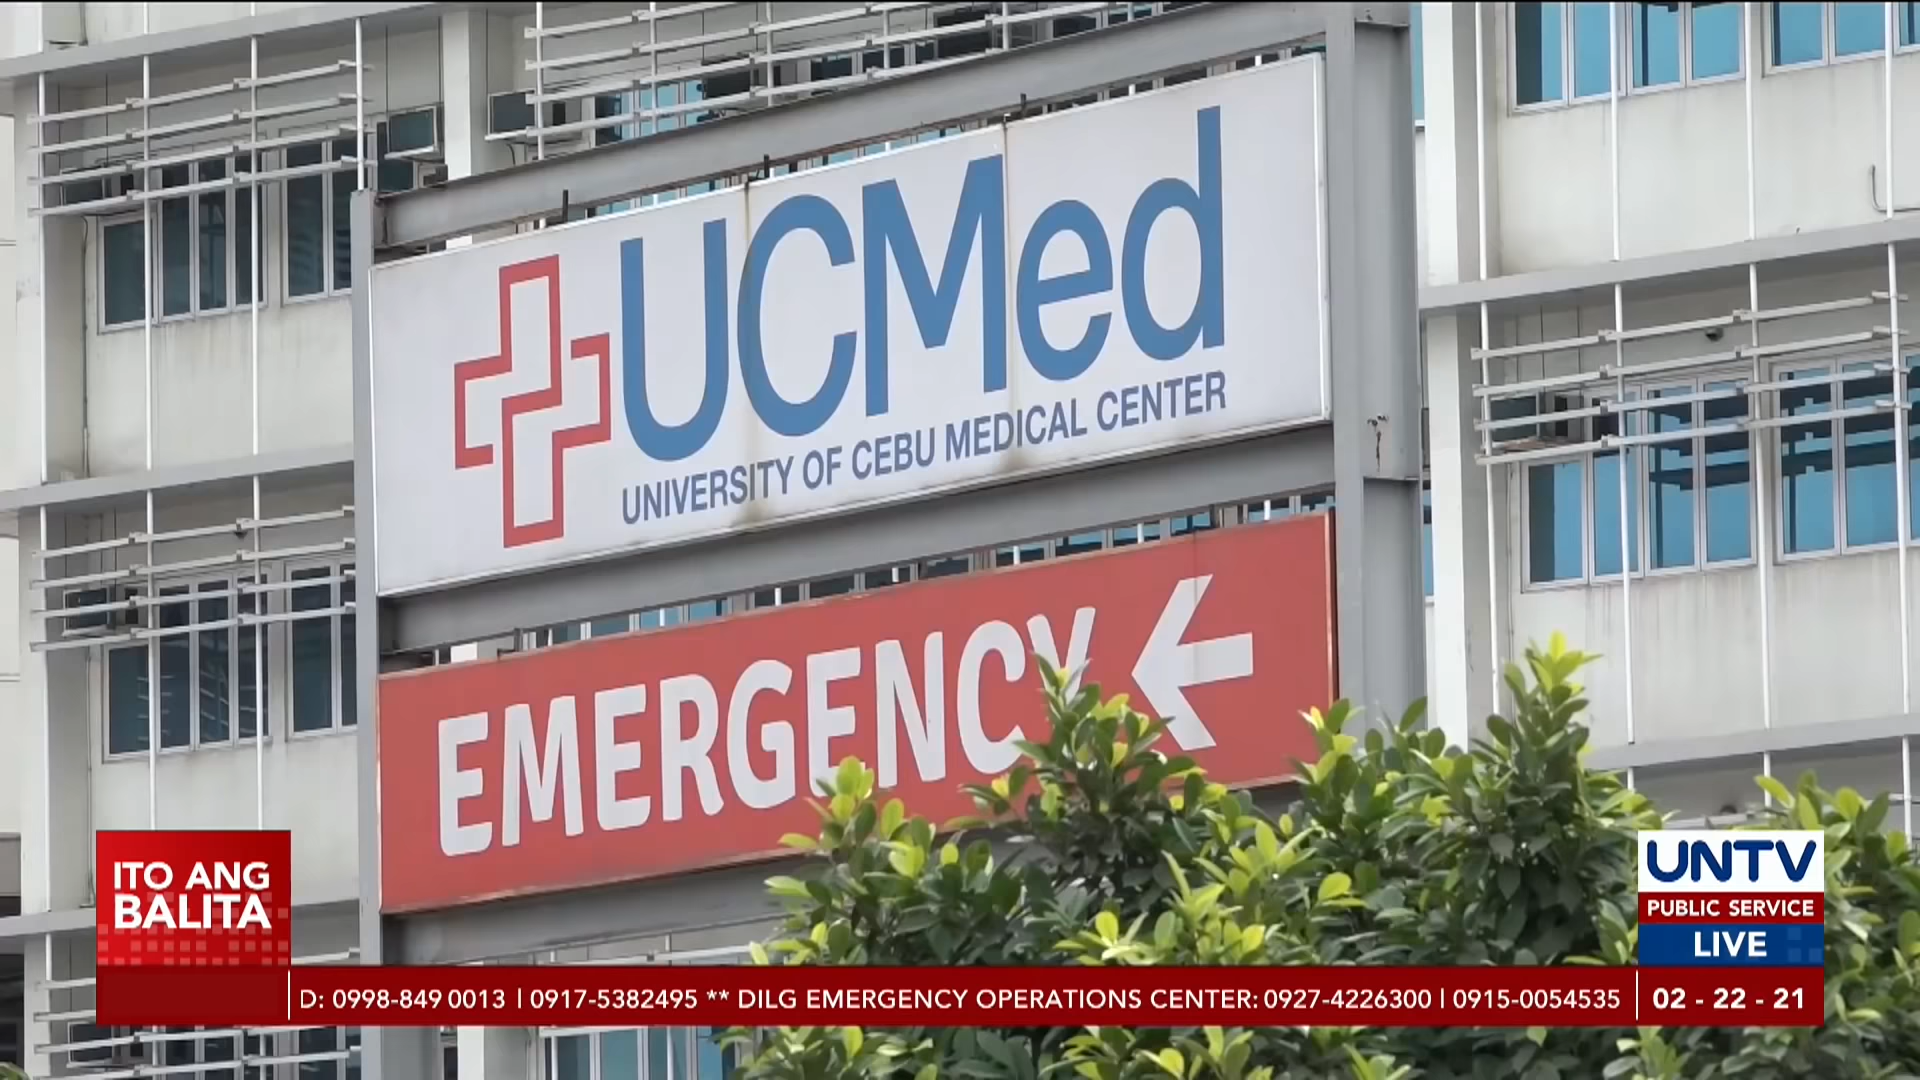 UCMed
UNIVERSITY OF CEBU MEDICAL CENTER
EMERGENCY
ITO ANG
BALITA
UNTV
PUBLIC SERVICE
LIVE
D: 0998-849 0013 | 0917-5382495 ** DILG EMERGENCY OPERATIONS CENTER: 0927-4226300 | 0915-0054535
02 - 22 - 21